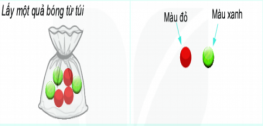 Lấy một quả bóng từ túi
Màu đỏ
Màu xanh